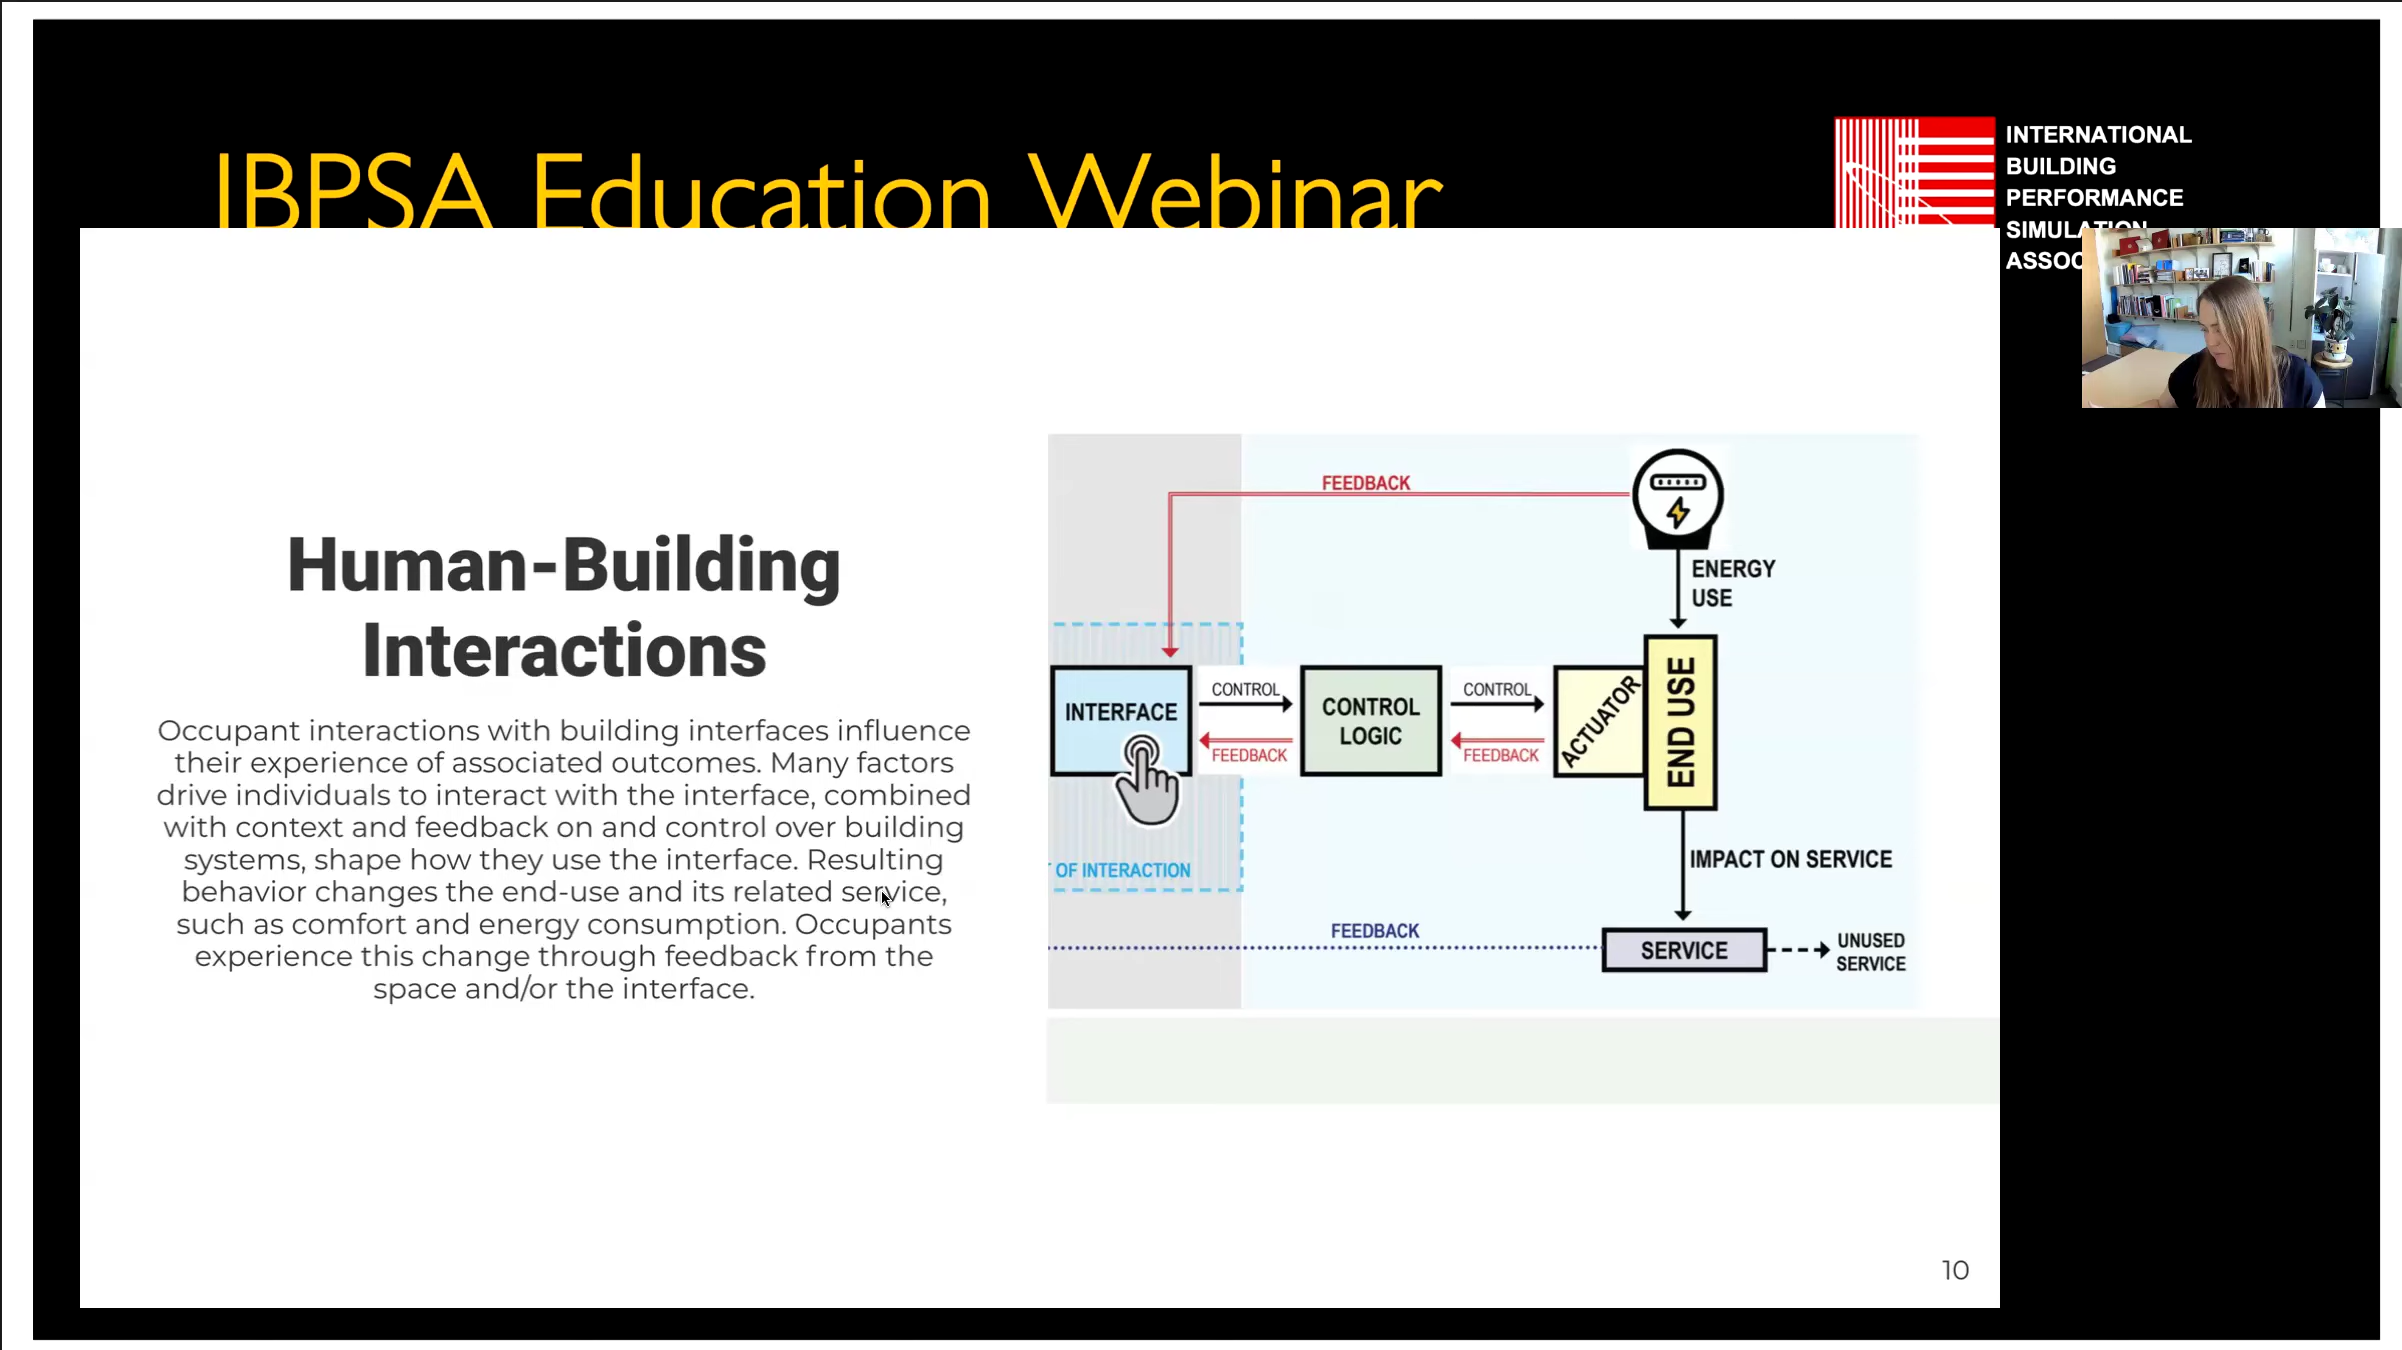 IBPSA Education Webinar
INTERNATIONAL
BUILDING
PERFORMANCE
SIMULATION
ASSOC
Human-Building
Interactions
Occupant interactions with building interfaces influence
their experience of associated outcomes. Many factors
drive individuals to interact with the interface, combined
with context and feedback on and control over building
systems, shape how they use the interface. Resulting
behavior changes the end-use and its related service,
such as comfort and energy consumption. Occupants
experience this change through feedback from the
space and/or the interface.
FEEDBACK
ENERGY
USE
INTERFACE
CONTROL
FEEDBACK
CONTROL
LOGIC
CONTROL
FEEDBACK
ACTUATOR
END USE
OF INTERACTION
IMPACT ON SERVICE
FEEDBACK
SERVICE
UNUSED
SERVICE
10